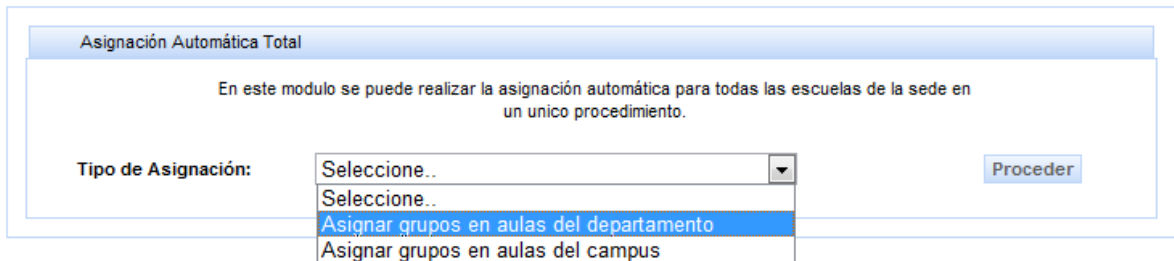 Asignación Automática Total
En este modulo se puede realizar la asignación automática para todas las escuelas de la sede en
un unico procedimiento.
Tipo de Asignación: Seleccione.. Proceder
Seleccione..
Asignar grupos en aulas del departamento
Asignar grupos en aulas del campus